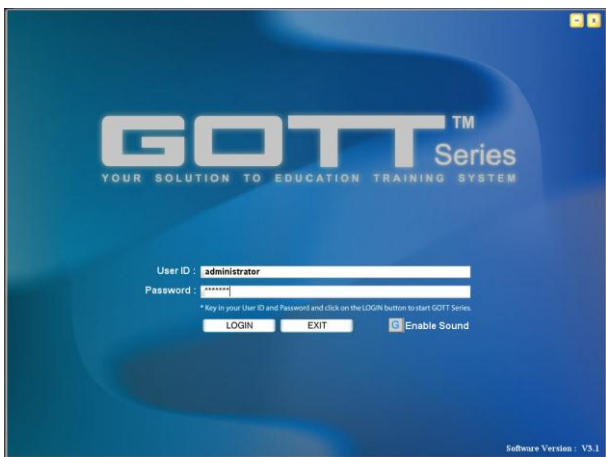 - x
GOTT™
Series
YOUR SOLUTION TO EDUCATION TRAINING SYSTEM
User ID : administrator
Password : *******
* Key in your User ID and Password and click on the LOGIN button to start GOTT Series.
LOGIN EXIT G Enable Sound
Software Version : V3.1